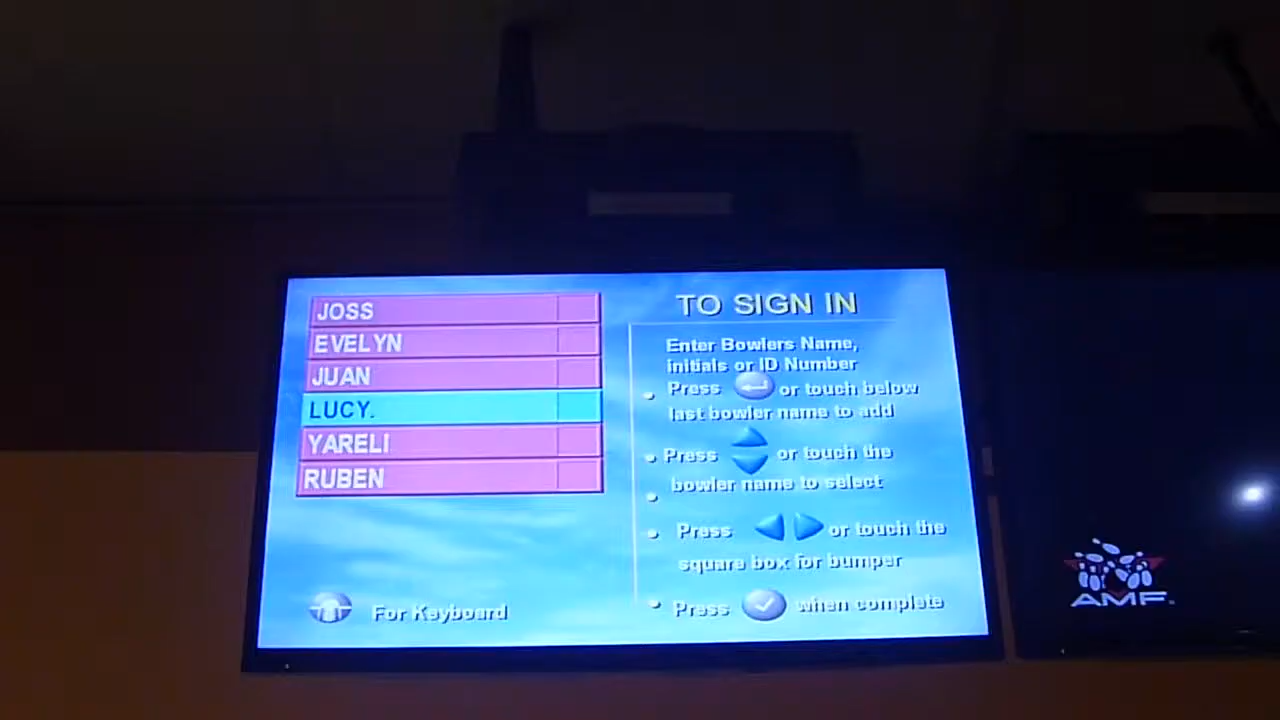 JOSS
EVELYN
JUAN
LUCY.
YARELI
RUBEN
For Keyboard
TO SIGN IN
Enter Bowlers Name,
initials or ID Number
Press or touch below
last bowler name to add
Press or touch the
bowler name to select
Press or touch the
square box for bumper
Press when complete
AMF